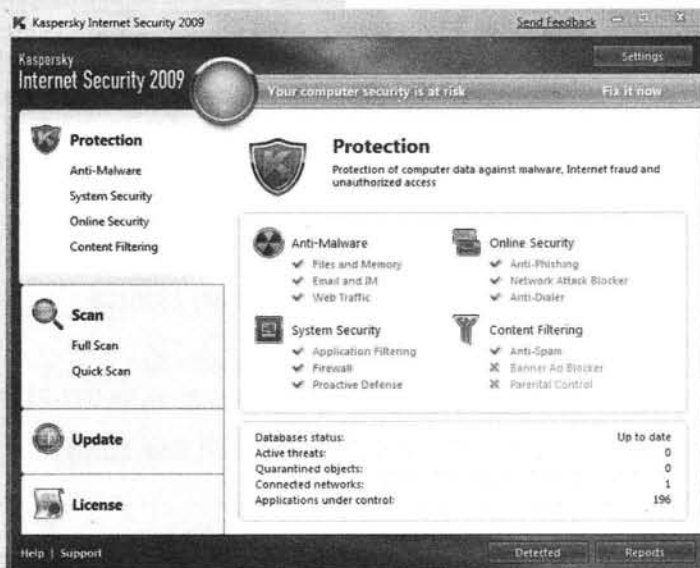 Kaspersky Internet Security 2009
Send Feedback
Kaspersky
Internet Security 2009
Settings
Your computer security is at risk
Fix it now
Protection
Anti-Malware
System Security
Online Security
Content Filtering
Scan
Full Scan
Quick Scan
Update
License
Protection
Protection of computer data against malware, Internet fraud and
unauthorized access
Anti-Malware
Files and Memory
Email and IM
Web Traffic
Online Security
Anti-Phishing
Network Attack Blocker
Anti-Dialer
System Security
Application Filtering
Firewall
Proactive Defense
Content Filtering
Anti-Spam
Banner Ad Blocker
Parental Control
Databases status: Up to date
Active threats: 0
Quarantined objects: 0
Connected networks: 1
Applications under control: 196
Help | Support
Detected
Reports